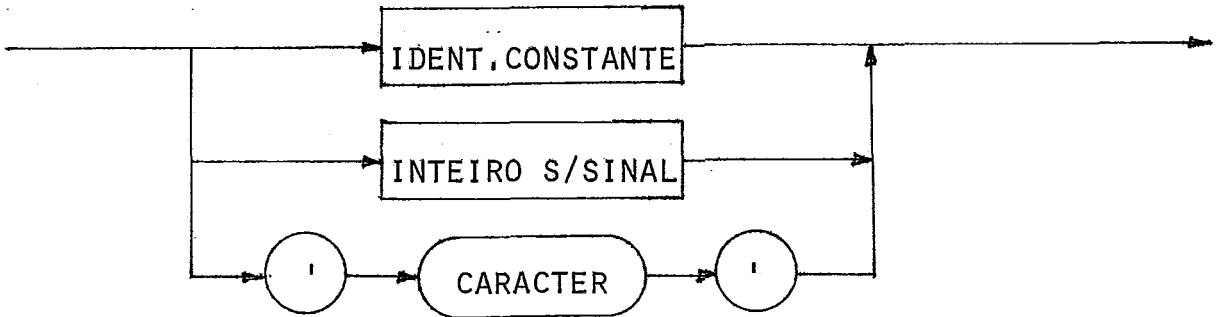 IDENT.CONSTANTE
INTEIRO S/SINAL
' CARACTER '